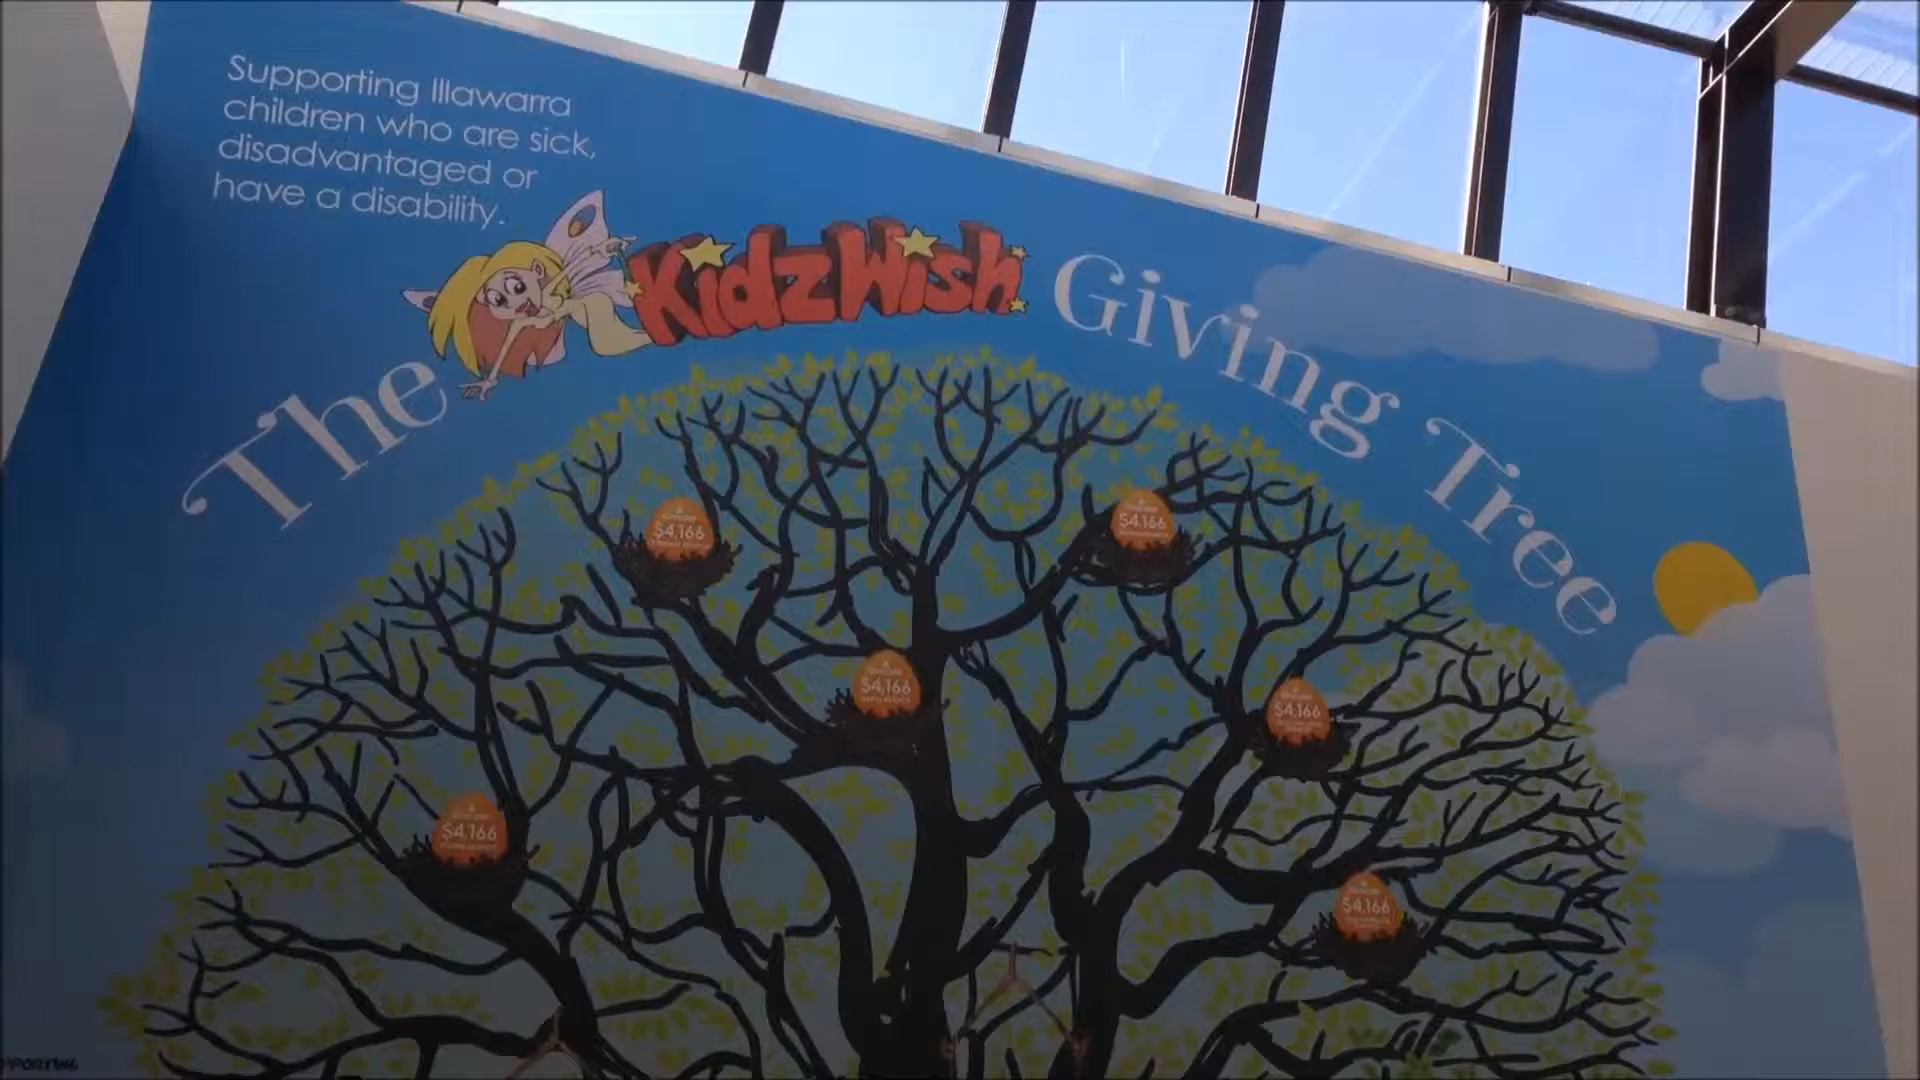 Supporting Illawarra
children who are sick,
disadvantaged or
have a disability.
The KidzWish Giving Tree
$4,166
$4,166
$4,166
$4,166
$4,166
$4,166